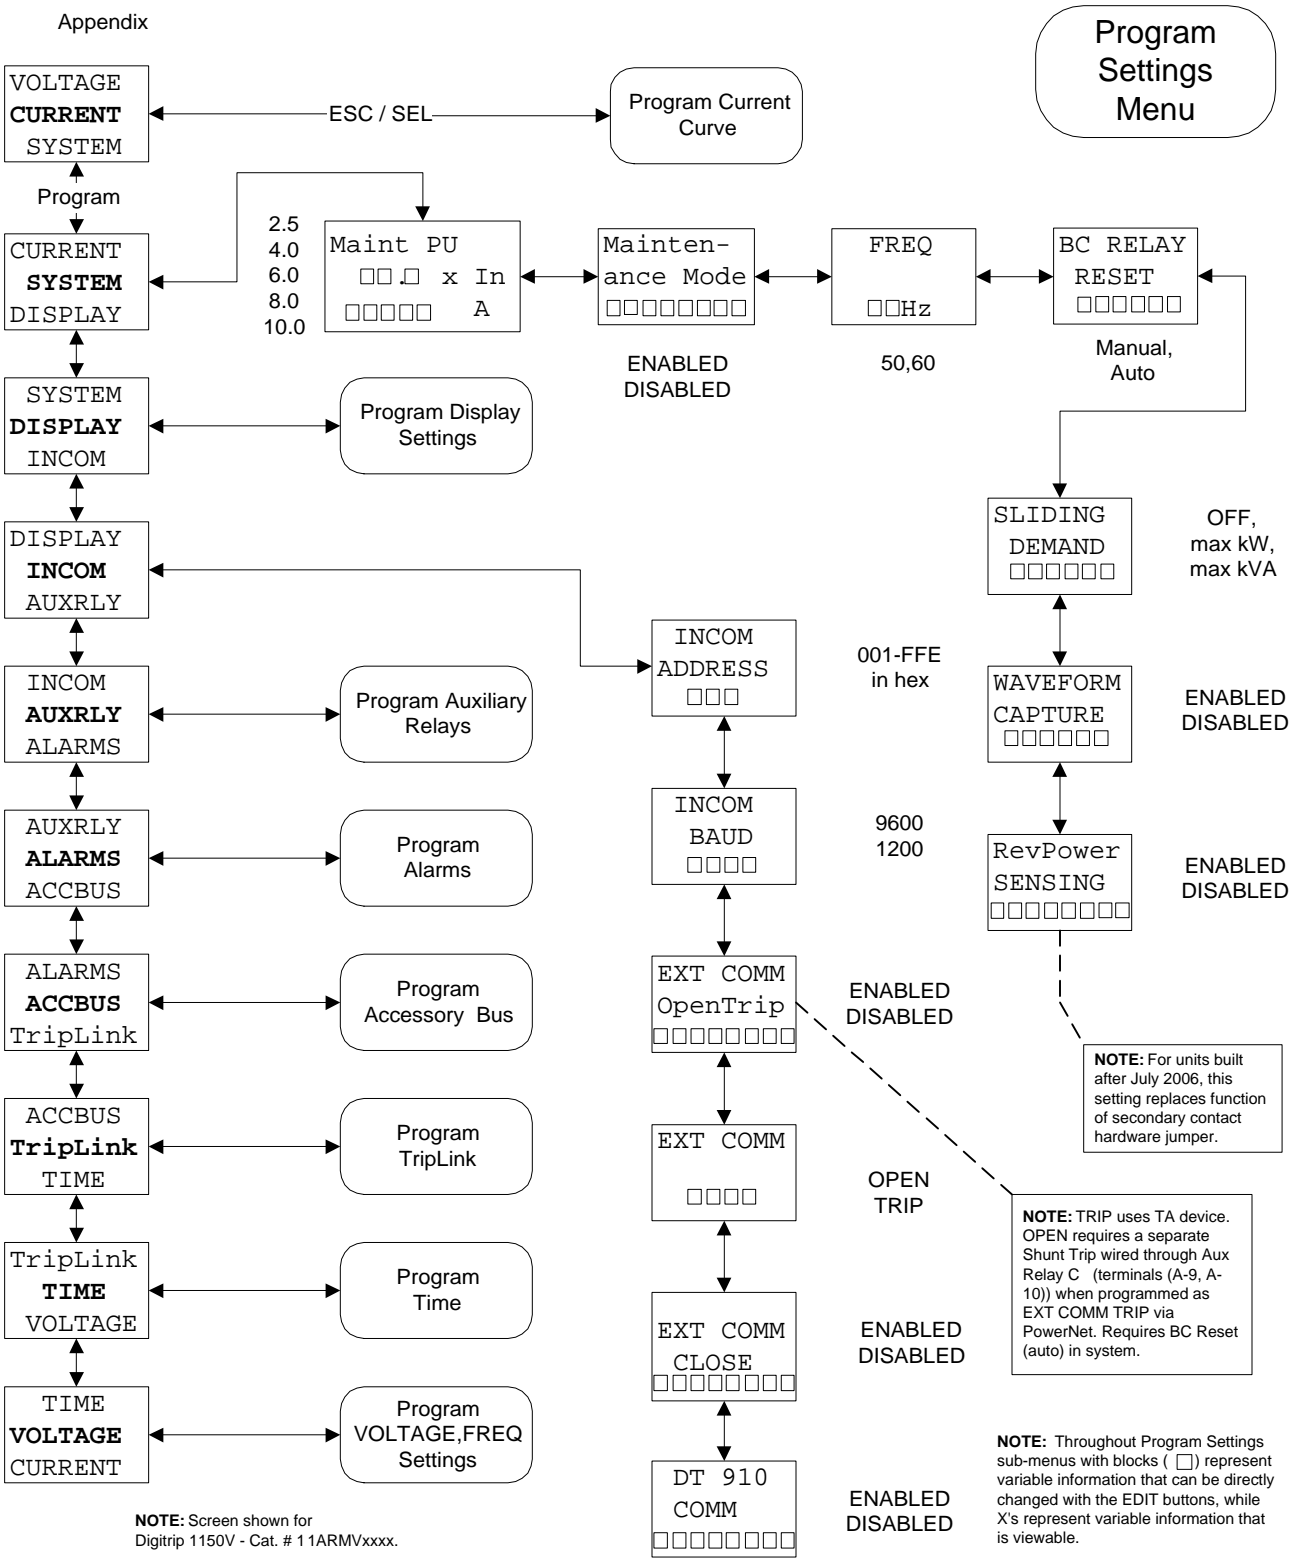 Appendix
Program
Settings
Menu
VOLTAGE
CURRENT
SYSTEM
ESC / SEL
Program Current
Curve
Program
CURRENT
SYSTEM
DISPLAY
2.5
4.0
6.0
8.0
10.0
Maint PU
□□.□ x In
□□□□□ A
Mainten-
ance Mode
□□□□□□□□
ENABLED
DISABLED
FREQ
□□Hz
50,60
BC RELAY
RESET
□□□□□□
Manual,
Auto
SYSTEM
DISPLAY
INCOM
Program Display
Settings
SLIDING
DEMAND
□□□□□□
OFF,
max kW,
max kVA
DISPLAY
INCOM
AUXRLY
INCOM
ADDRESS
□□□
001-FFE
in hex
WAVEFORM
CAPTURE
□□□□□□
ENABLED
DISABLED
INCOM
AUXRLY
ALARMS
Program Auxiliary
Relays
INCOM
BAUD
□□□□
9600
1200
RevPower
SENSING
□□□□□□□□
ENABLED
DISABLED
AUXRLY
ALARMS
ACCBUS
Program
Alarms
ALARMS
ACCBUS
TripLink
Program
Accessory Bus
EXT COMM
OpenTrip
□□□□□□□□
ENABLED
DISABLED
NOTE: For units built
after July 2006, this
setting replaces function
of secondary contact
hardware jumper.
ACCBUS
TripLink
TIME
Program
TripLink
EXT COMM
□□□□
OPEN
TRIP
NOTE: TRIP uses TA device.
OPEN requires a separate
Shunt Trip wired through Aux
Relay C (terminals (A-9, A-
10)) when programmed as
EXT COMM TRIP via
PowerNet. Requires BC Reset
(auto) in system.
TripLink
TIME
VOLTAGE
Program
Time
EXT COMM
CLOSE
□□□□□□□□
ENABLED
DISABLED
TIME
VOLTAGE
CURRENT
Program
VOLTAGE,FREQ
Settings
DT 910
COMM
□□□□□□□□
ENABLED
DISABLED
NOTE: Throughout Program Settings
sub-menus with blocks ( □) represent
variable information that can be directly
changed with the EDIT buttons, while
X's represent variable information that
is viewable.
NOTE: Screen shown for
Digitrip 1150V - Cat. # 11ARMVxxxx.